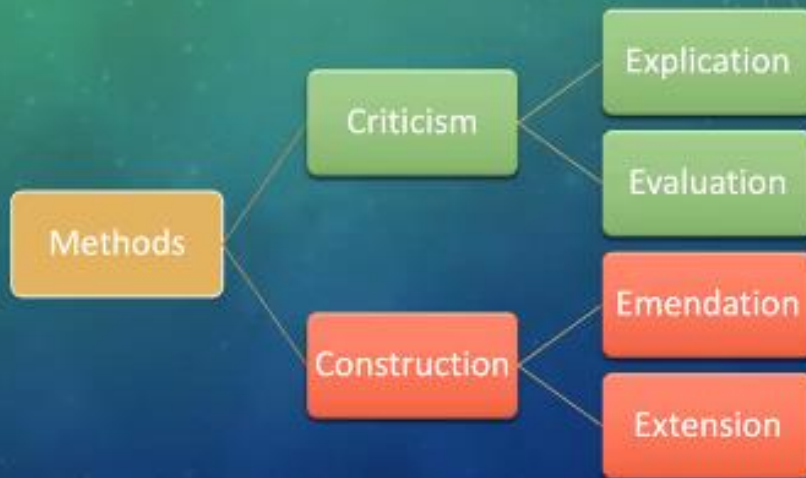 Methods
Criticism
Explication
Evaluation
Construction
Emendation
Extension